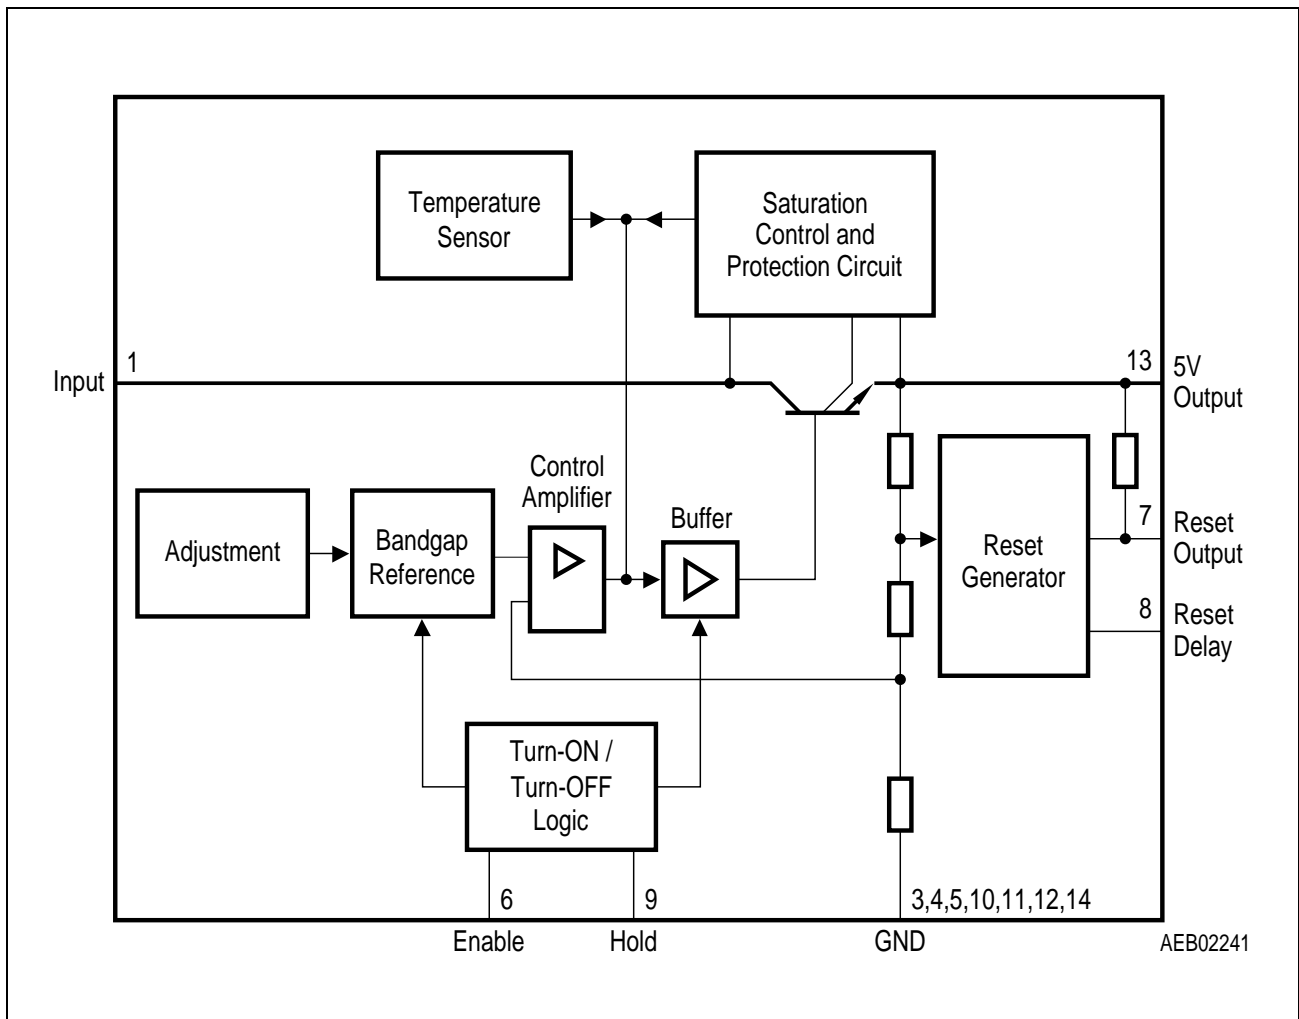 Temperature
Sensor
Saturation
Control and
Protection Circuit
Input
1
13
5V
Output
Control
Amplifier
Buffer
Adjustment
Bandgap
Reference
Reset
Generator
7
Reset
Output
8
Reset
Delay
Turn-ON /
Turn-OFF
Logic
6
9
3,4,5,10,11,12,14
Enable
Hold
GND
AEB02241